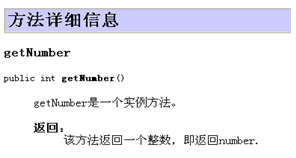 方法详细信息
getNumber
public int getNumber()
getNumber是一个实例方法。
返回：
该方法返回一个整数，即返回number.